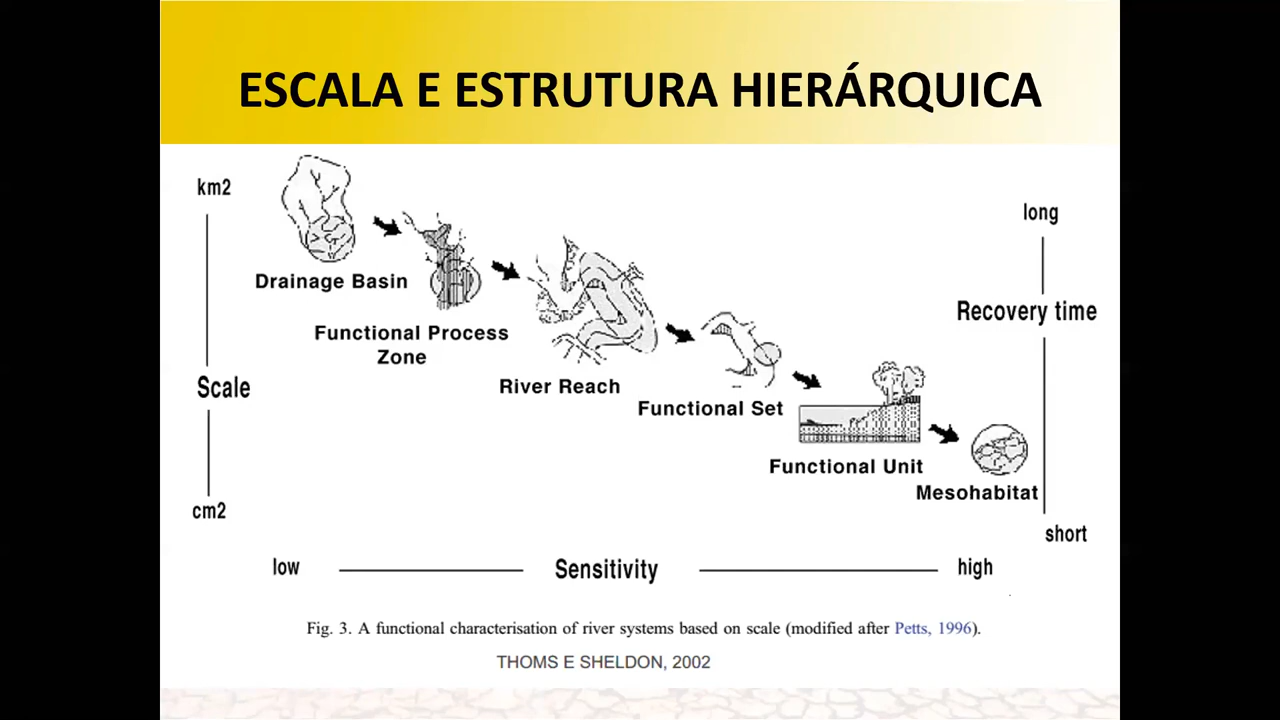 ESCALA E ESTRUTURA HIERÁRQUICA
km2
long
Drainage Basin
Recovery time
Functional Process
Zone
River Reach
Scale
Functional Set
Functional Unit
Mesohabitat
cm2
short
low
Sensitivity
high
Fig. 3. A functional characterisation of river systems based on scale (modified after Petts, 1996).
THOMS E SHELDON, 2002